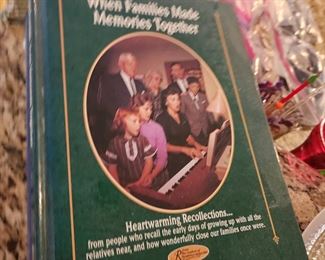 When Families Made
Memories Together
Heartwarming Recollections...
from people who recall the early days of growing up with all the
relatives near, and how wonderfully close our families once were.